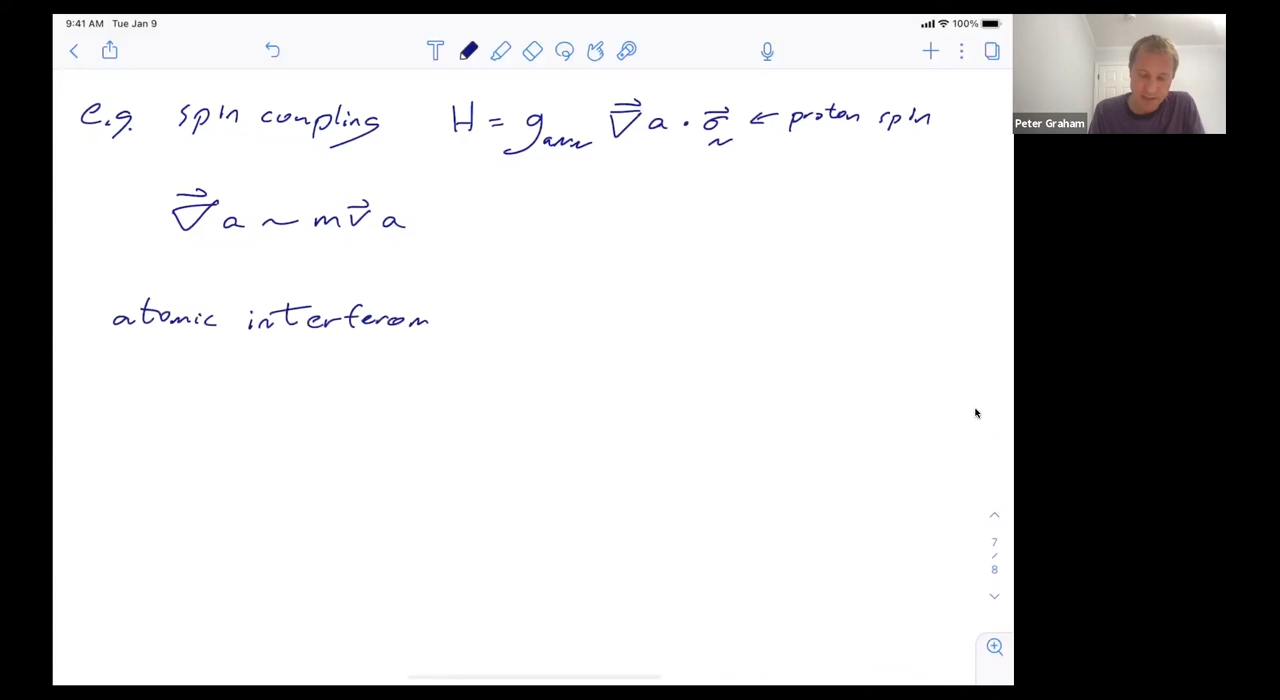 9:41 AM Tue Jan 9
100%
e.g. spin coupling H = g_ann ∇⃗a · σ⃗ ← proton spin
∇⃗a ~ m v⃗ a
atomic interferom
Peter Graham
7
/
8